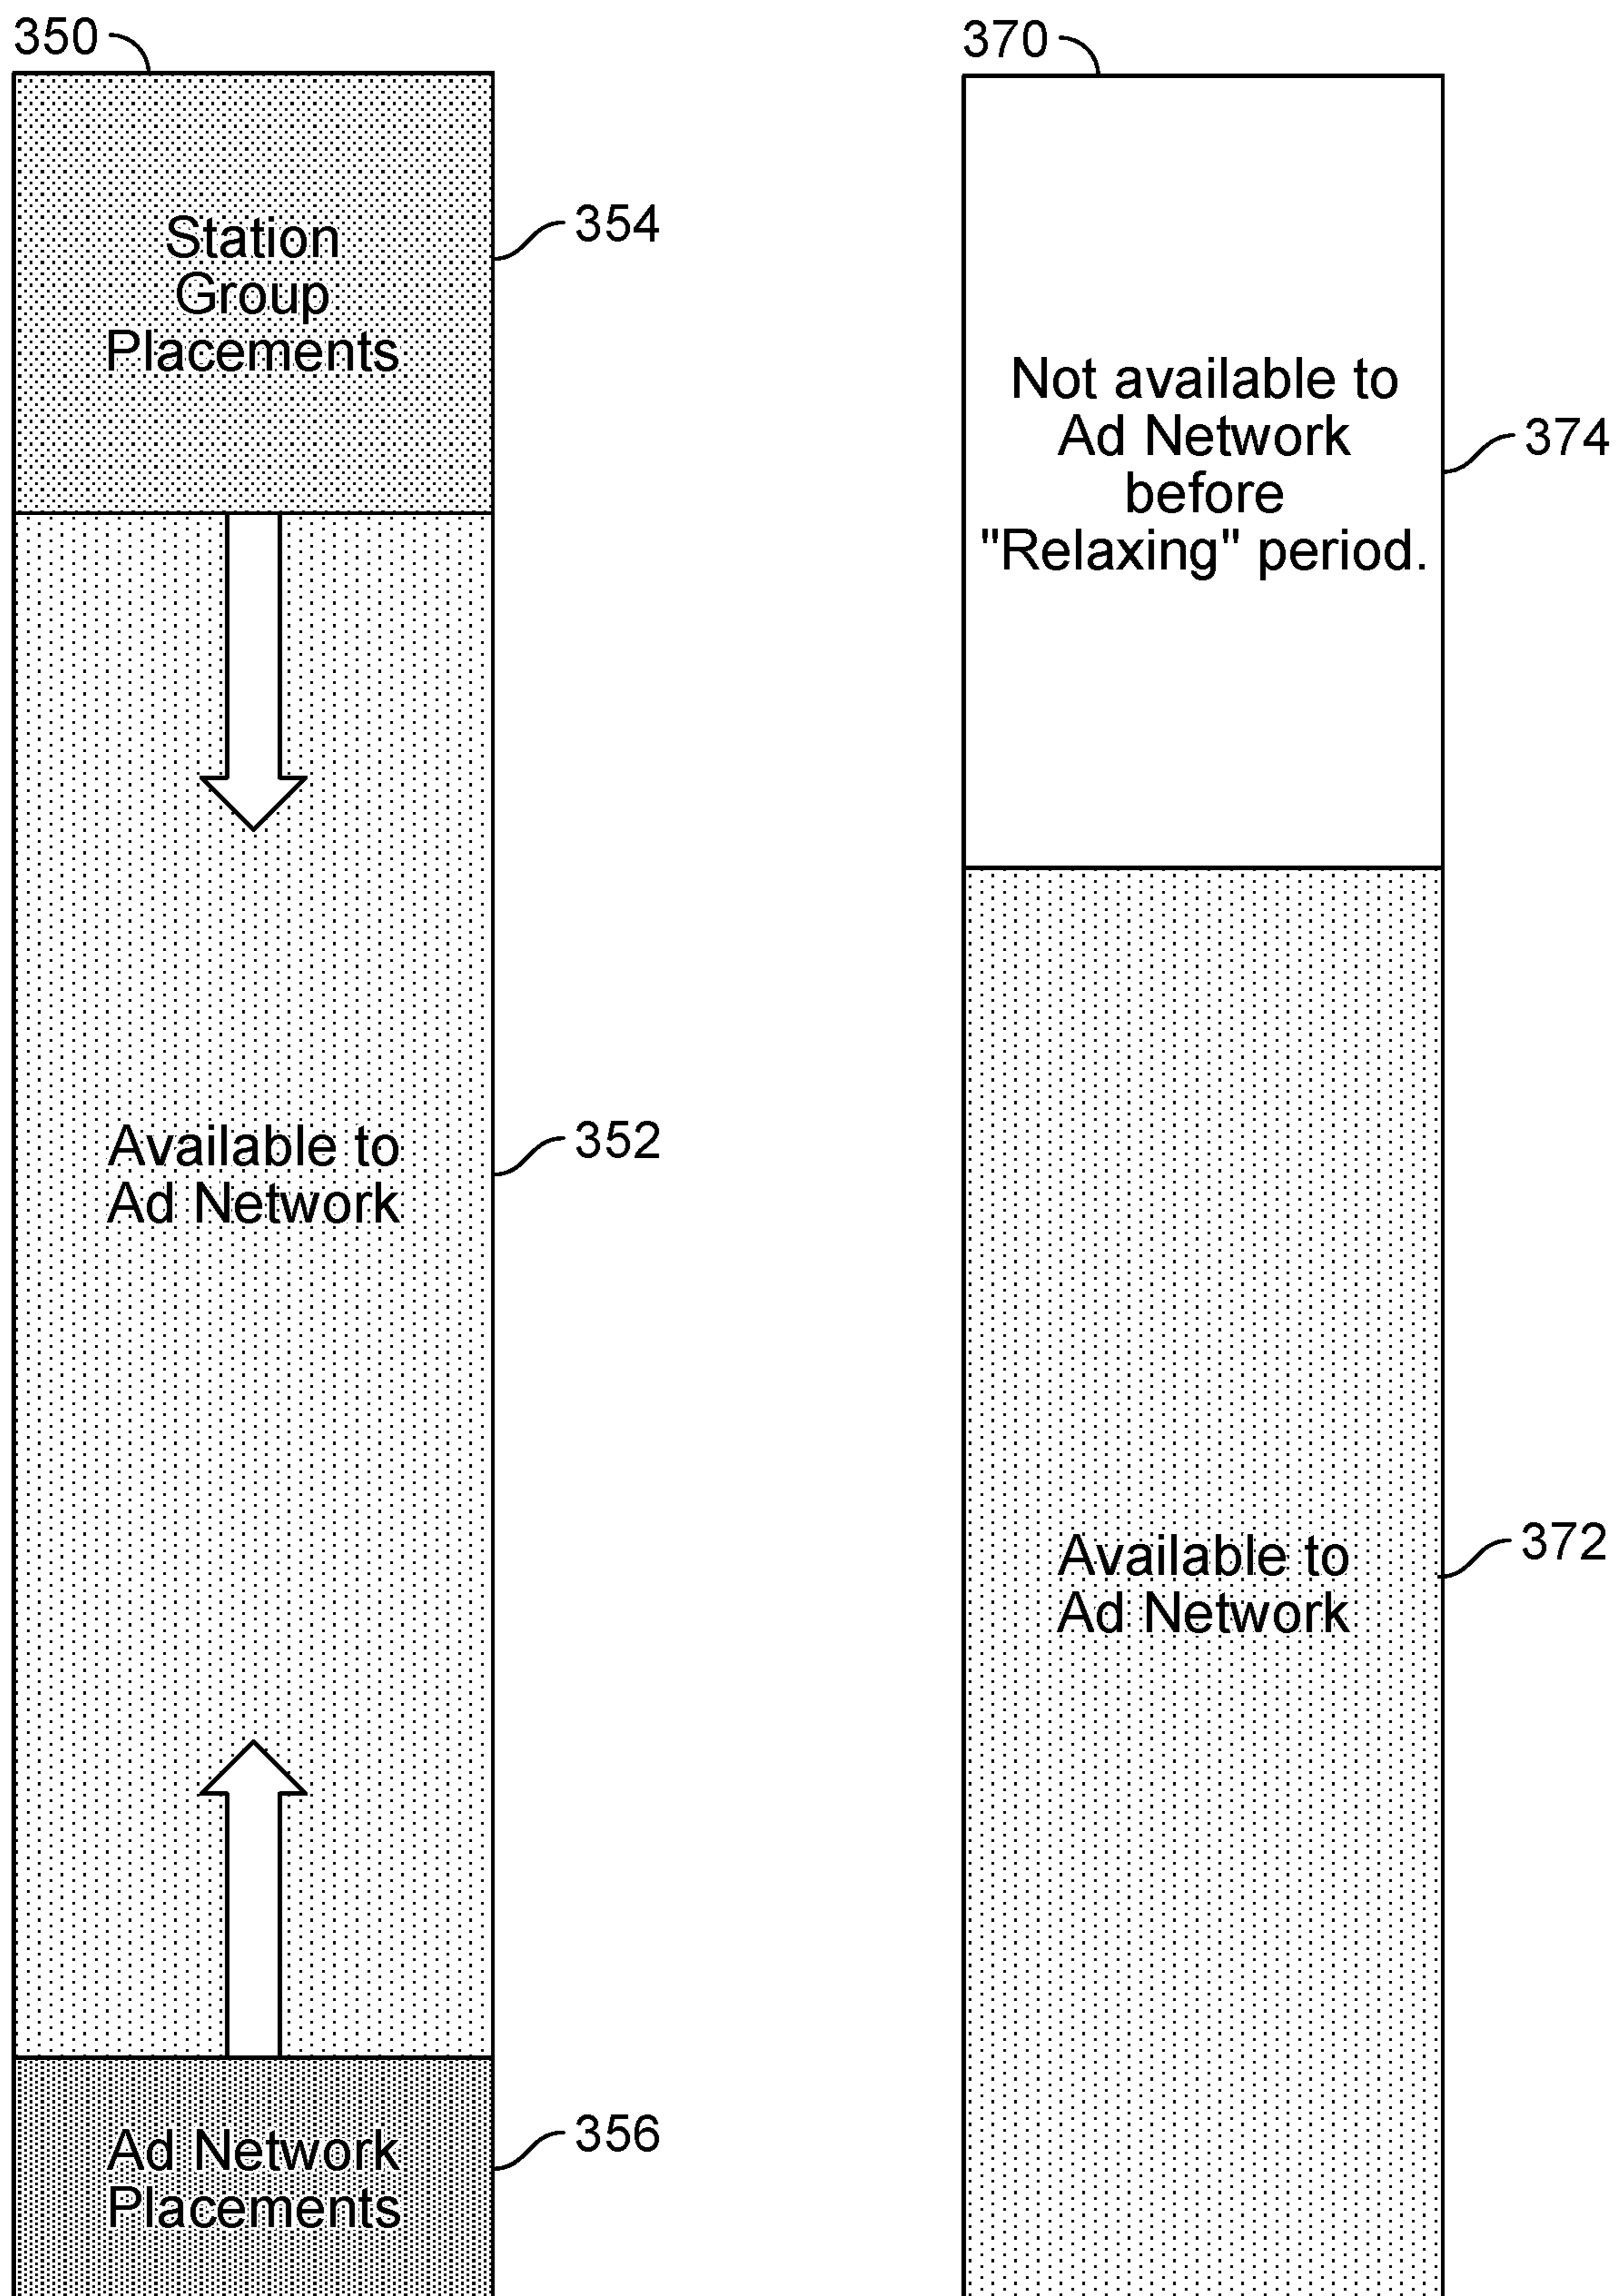 350
Station
Group
Placements
354
Available to
Ad Network
352
Ad Network
Placements
356
370
Not available to
Ad Network
before
"Relaxing" period.
374
Available to
Ad Network
372